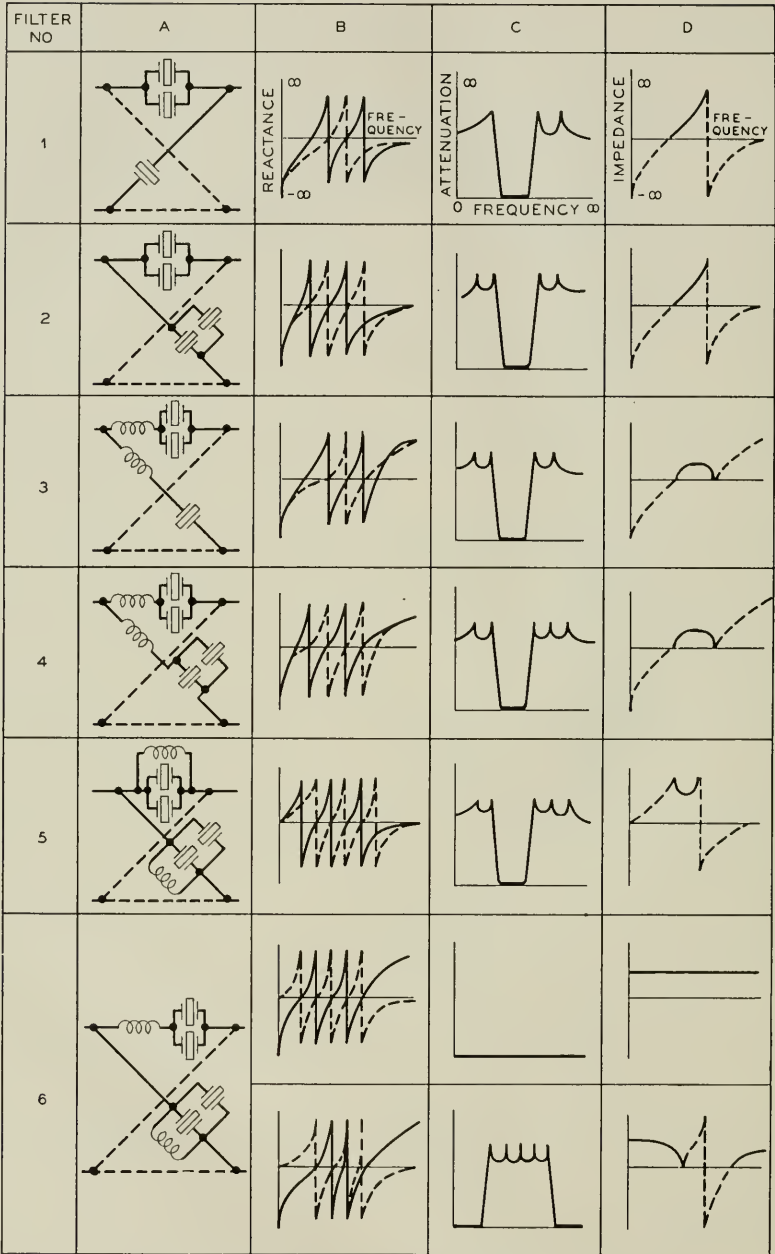 FILTER NO
A
B
C
D
1
REACTANCE
∞
FRE-
QUENCY
-∞
ATTENUATION
∞
0 FREQUENCY ∞
IMPEDANCE
∞
FRE-
QUENCY
-∞
2
3
4
5
6